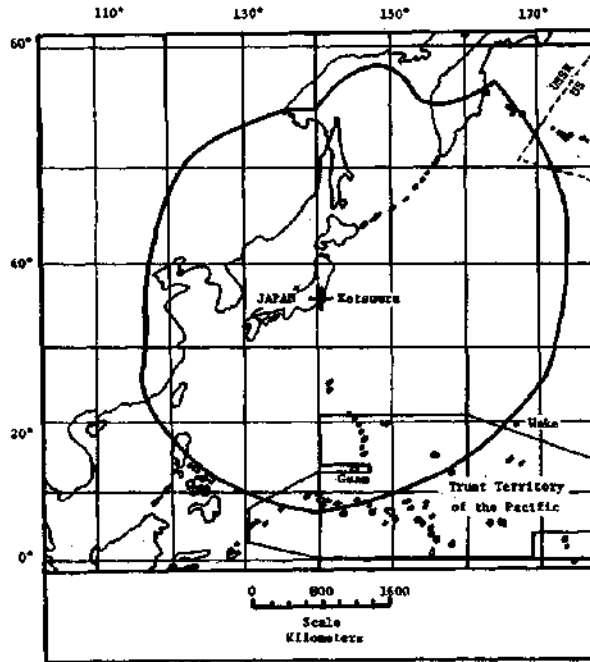 110° 130° 150° 170°
60°
USSR
US
40°
JAPAN Katsuura
20°
Wake
Guam
Trust Territory
of the Pacific
0°
0 800 1600
Scale
Kilometers